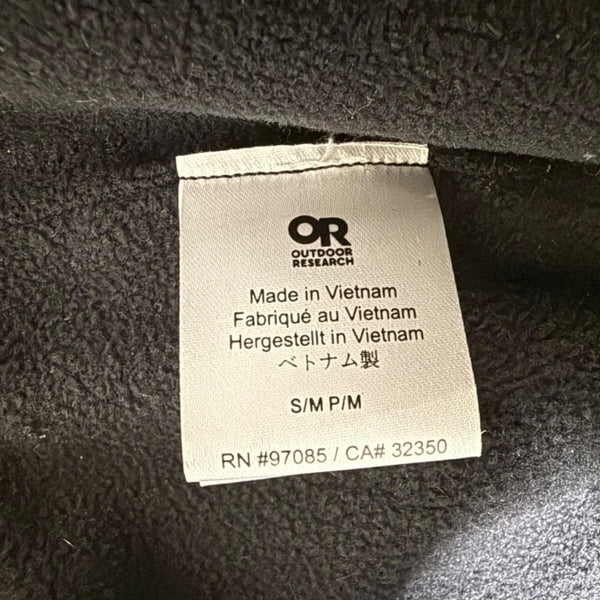 OR
OUTDOOR
RESEARCH
Made in Vietnam
Fabriqué au Vietnam
Hergestellt in Vietnam
ベトナム製
S/M P/M
RN #97085 / CA# 32350